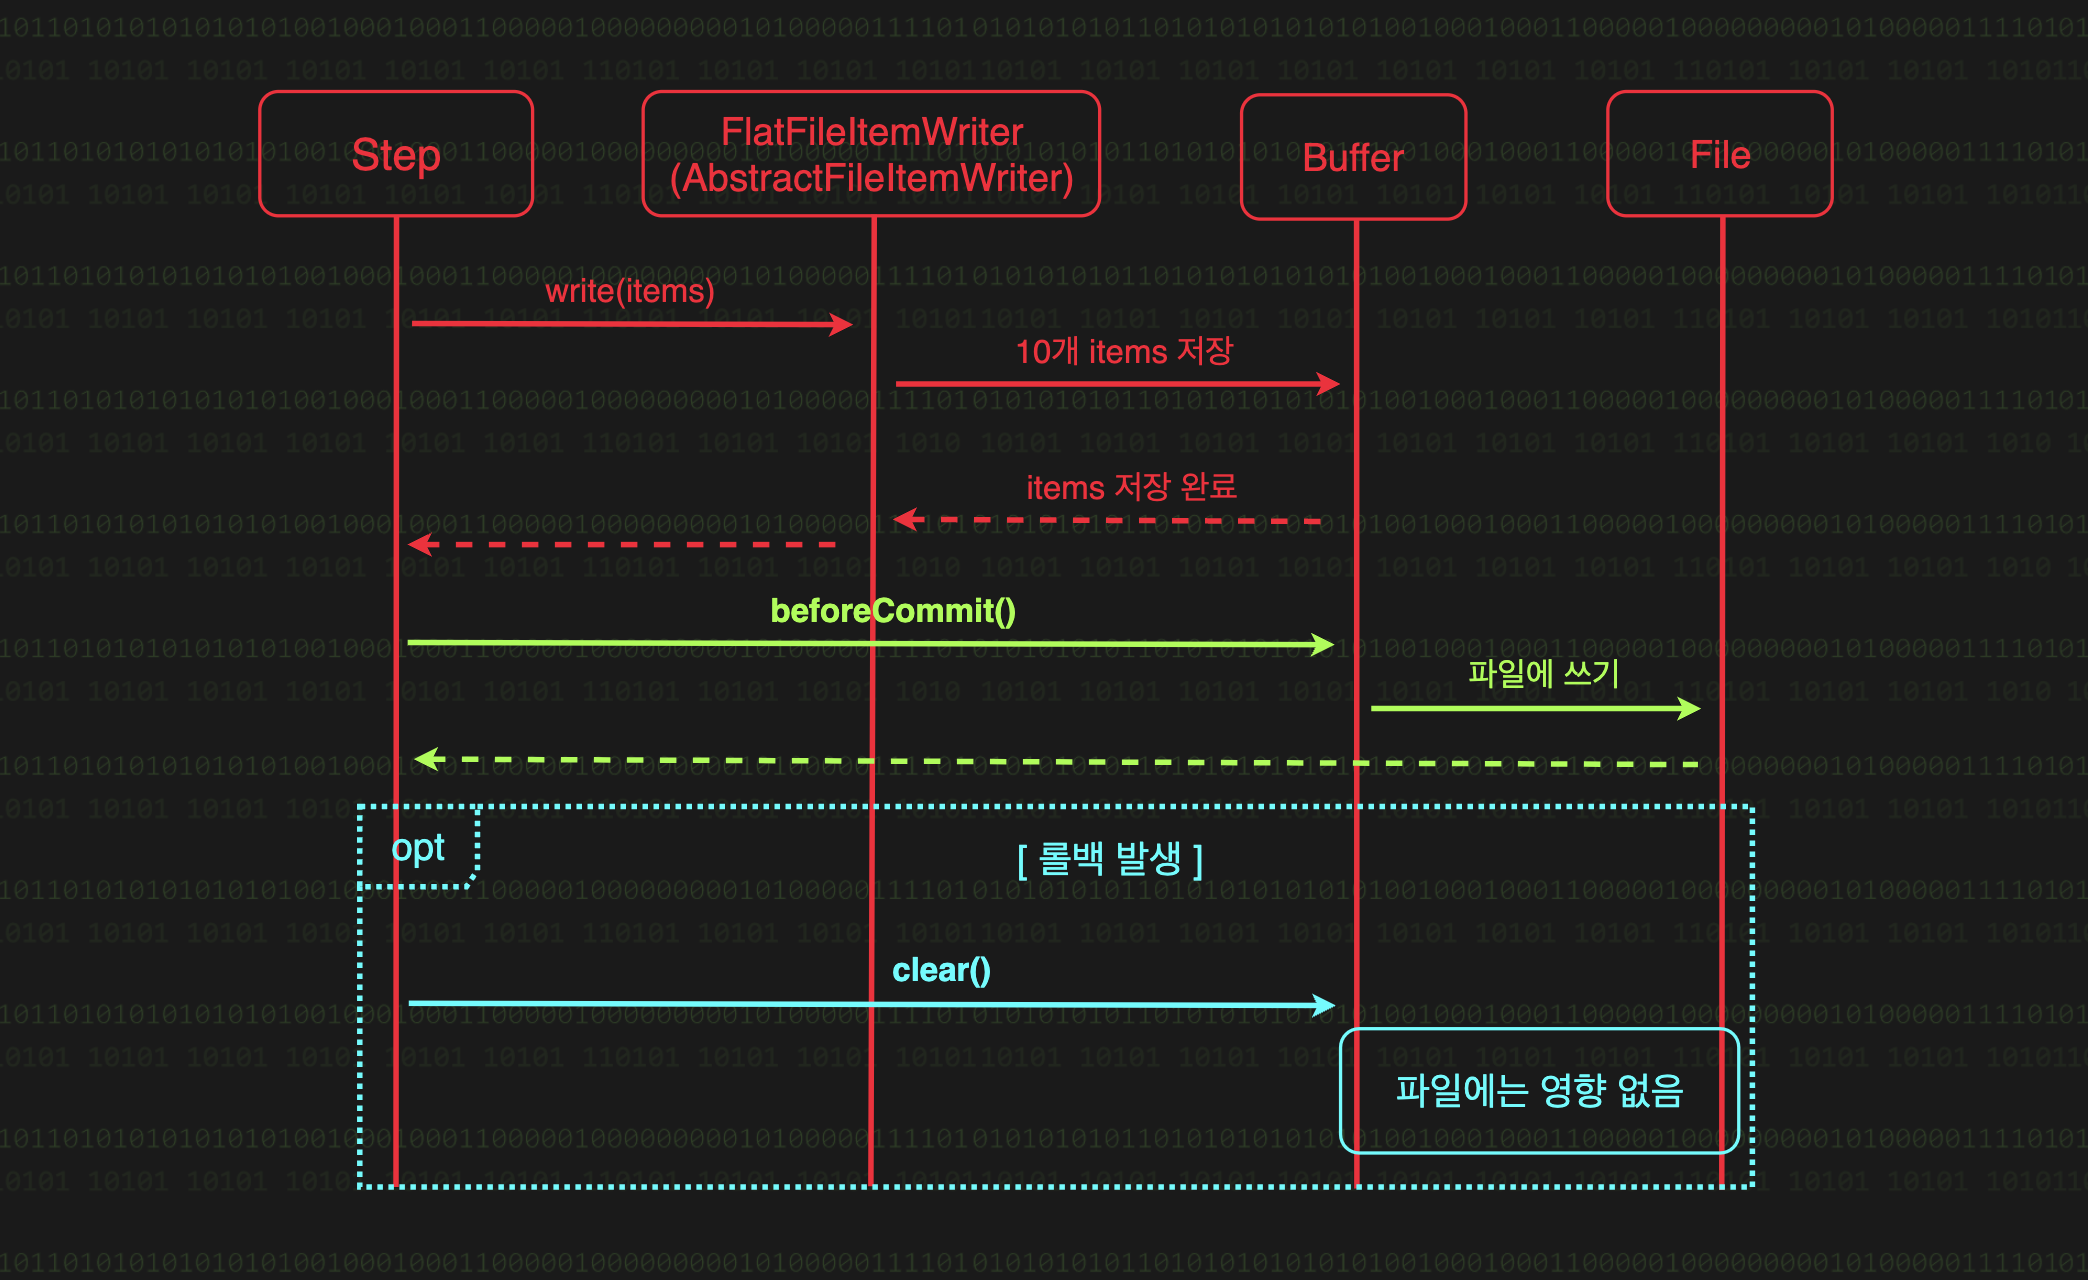 Step
FlatFileItemWriter
(AbstractFileItemWriter)
Buffer
File
write(items)
10개 items 저장
items 저장 완료
beforeCommit()
파일에 쓰기
opt
[ 롤백 발생 ]
clear()
파일에는 영향 없음